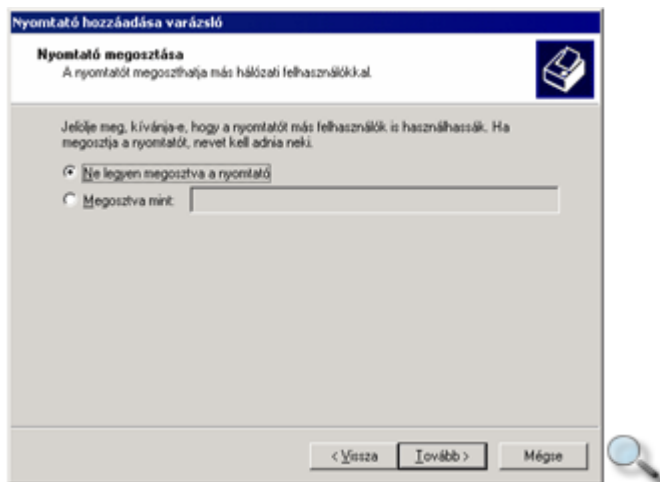 Nyomtató hozzáadása varázsló
Nyomtató megosztása
A nyomtatót megoszthatja más hálózati felhasználókkal.
Jelölje meg, kívánja-e, hogy a nyomtatót más felhasználók is használhassák. Ha
megosztja a nyomtatót, nevet kell adnia neki.
Ne legyen megosztva a nyomtató
Megosztva mint:
< Vissza
Tovább >
Mégse